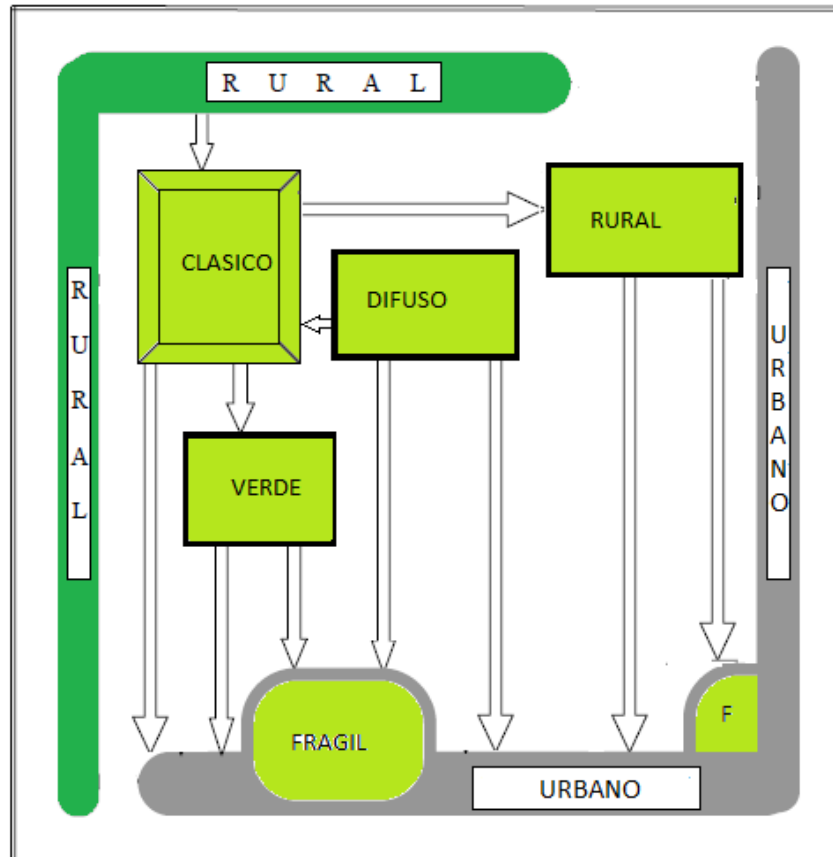 R U R A L
RURAL
CLASICO
DIFUSO
R
U
R
A
L
U
R
B
A
N
O
VERDE
F
FRAGIL
URBANO